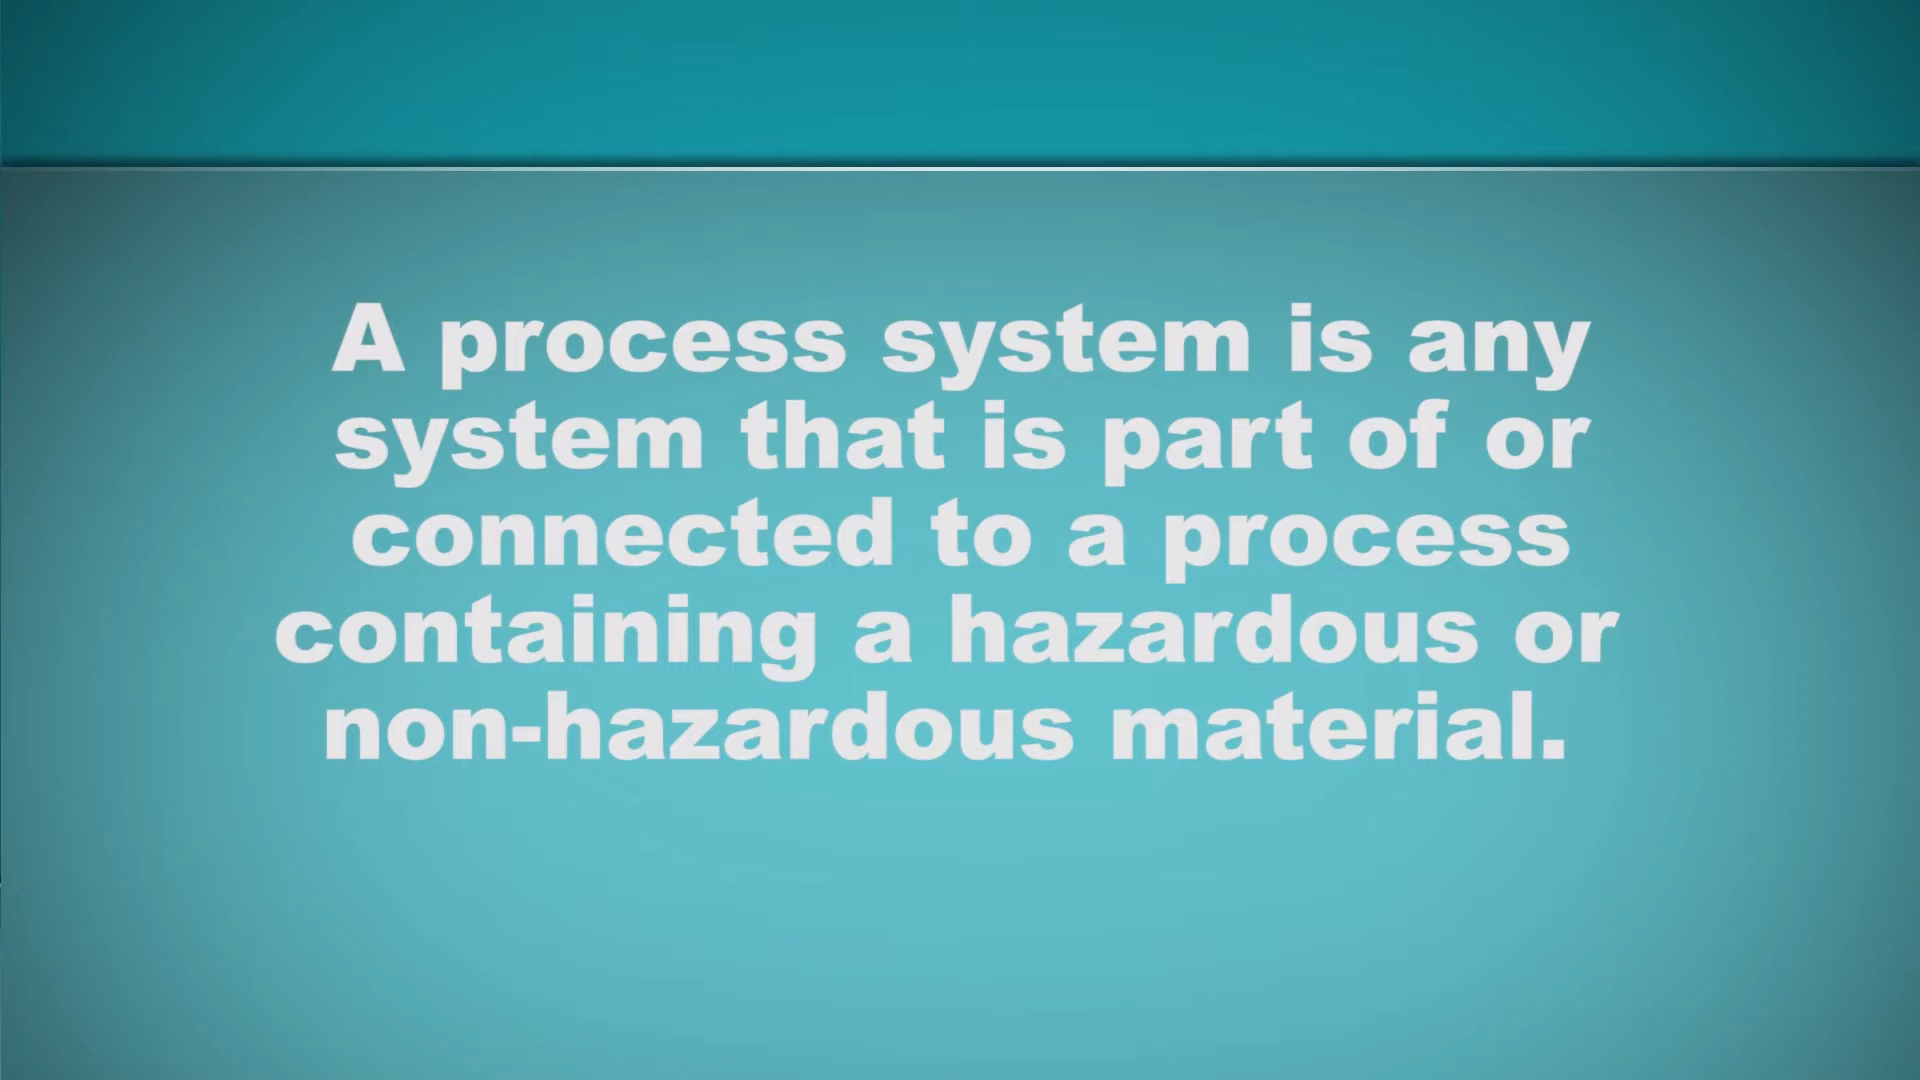 A process system is any
system that is part of or
connected to a process
containing a hazardous or
non-hazardous material.